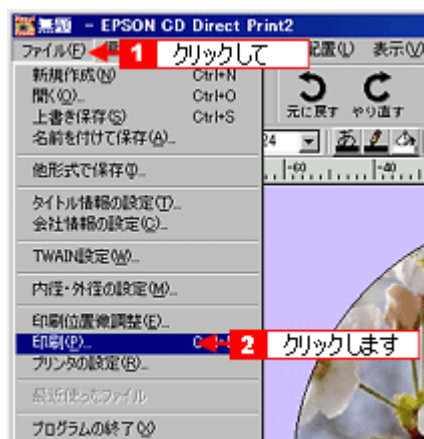 無題 - EPSON CD Direct Print2
ファイル(F) 1 クリックして 配置(L) 表示(V)
新規作成(N) Ctrl+N
開く(O)... Ctrl+O
上書き保存(S) Ctrl+S
元に戻す やり直す
名前を付けて保存(A)...
24 あ
他形式で保存(I)...
-60 -40
タイトル情報の設定(T)...
会社情報の設定(C)...
TWAIN設定(W)...
内径・外径の設定(M)...
印刷位置微調整(E)...
印刷(P)... 2 クリックします
プリンタの設定(R)...
最近使ったファイル
プログラムの終了(X)